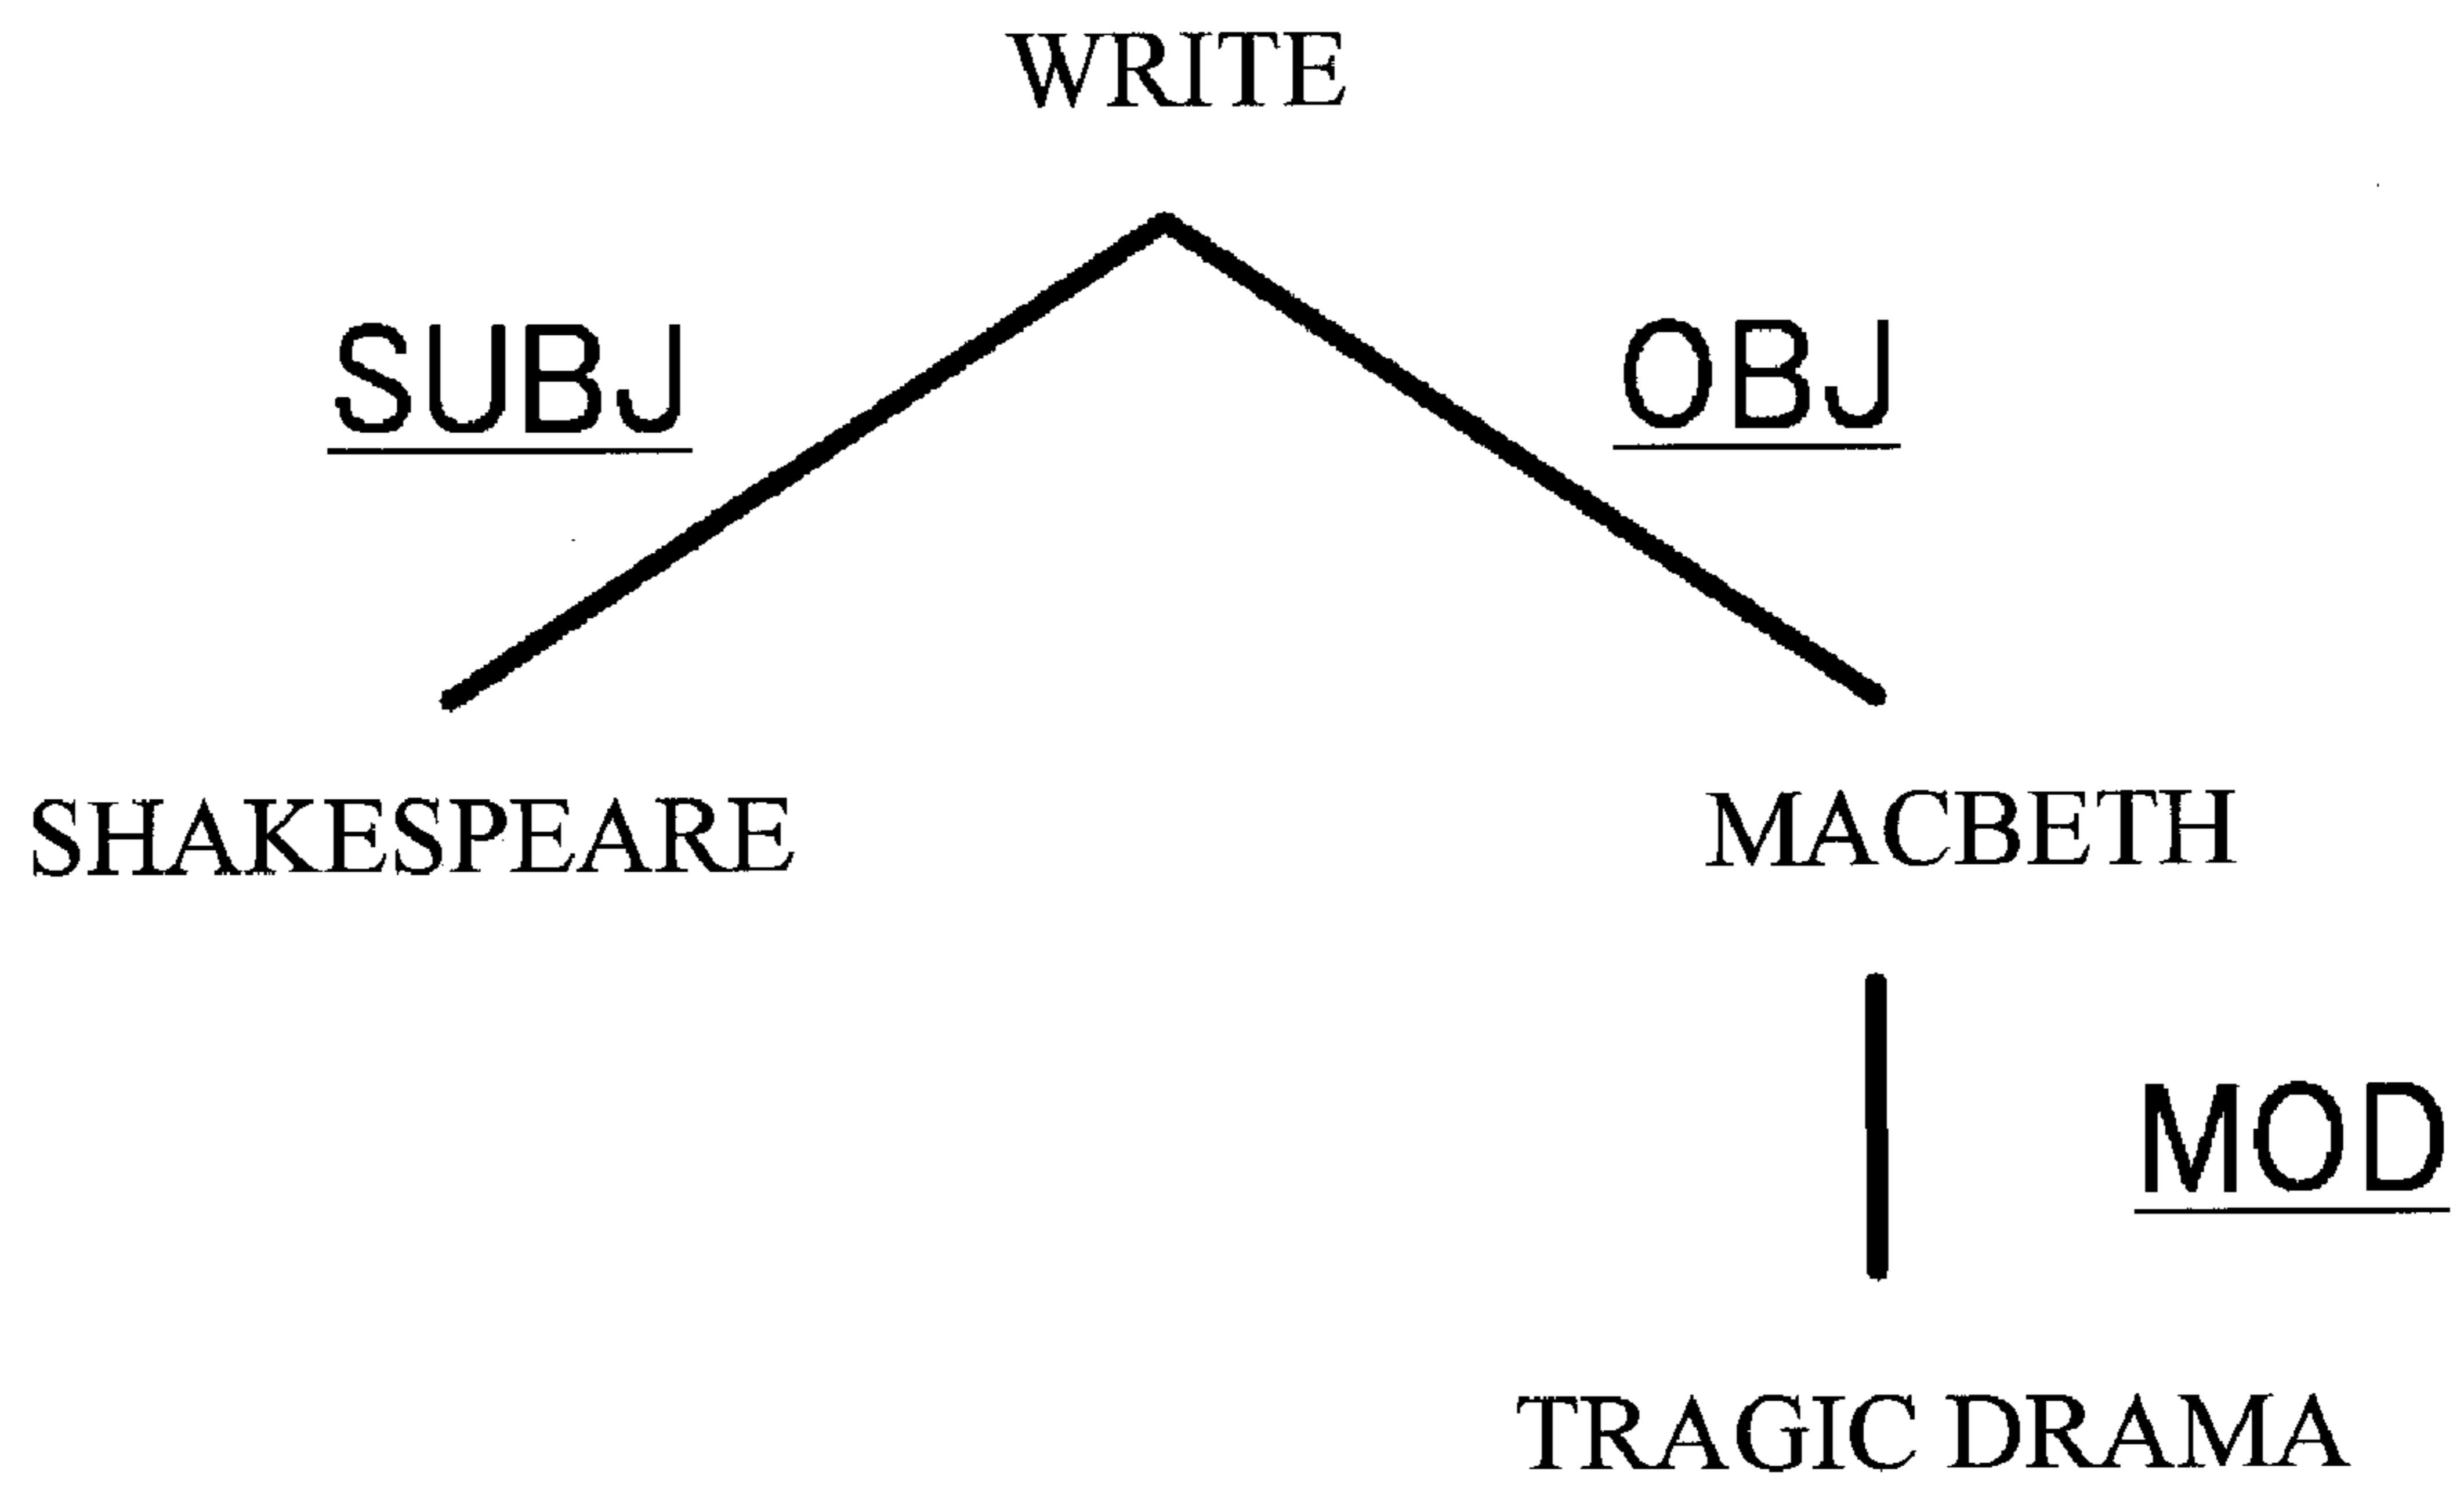 WRITE
SUBJ
OBJ
SHAKESPEARE
MACBETH
MOD
TRAGIC DRAMA